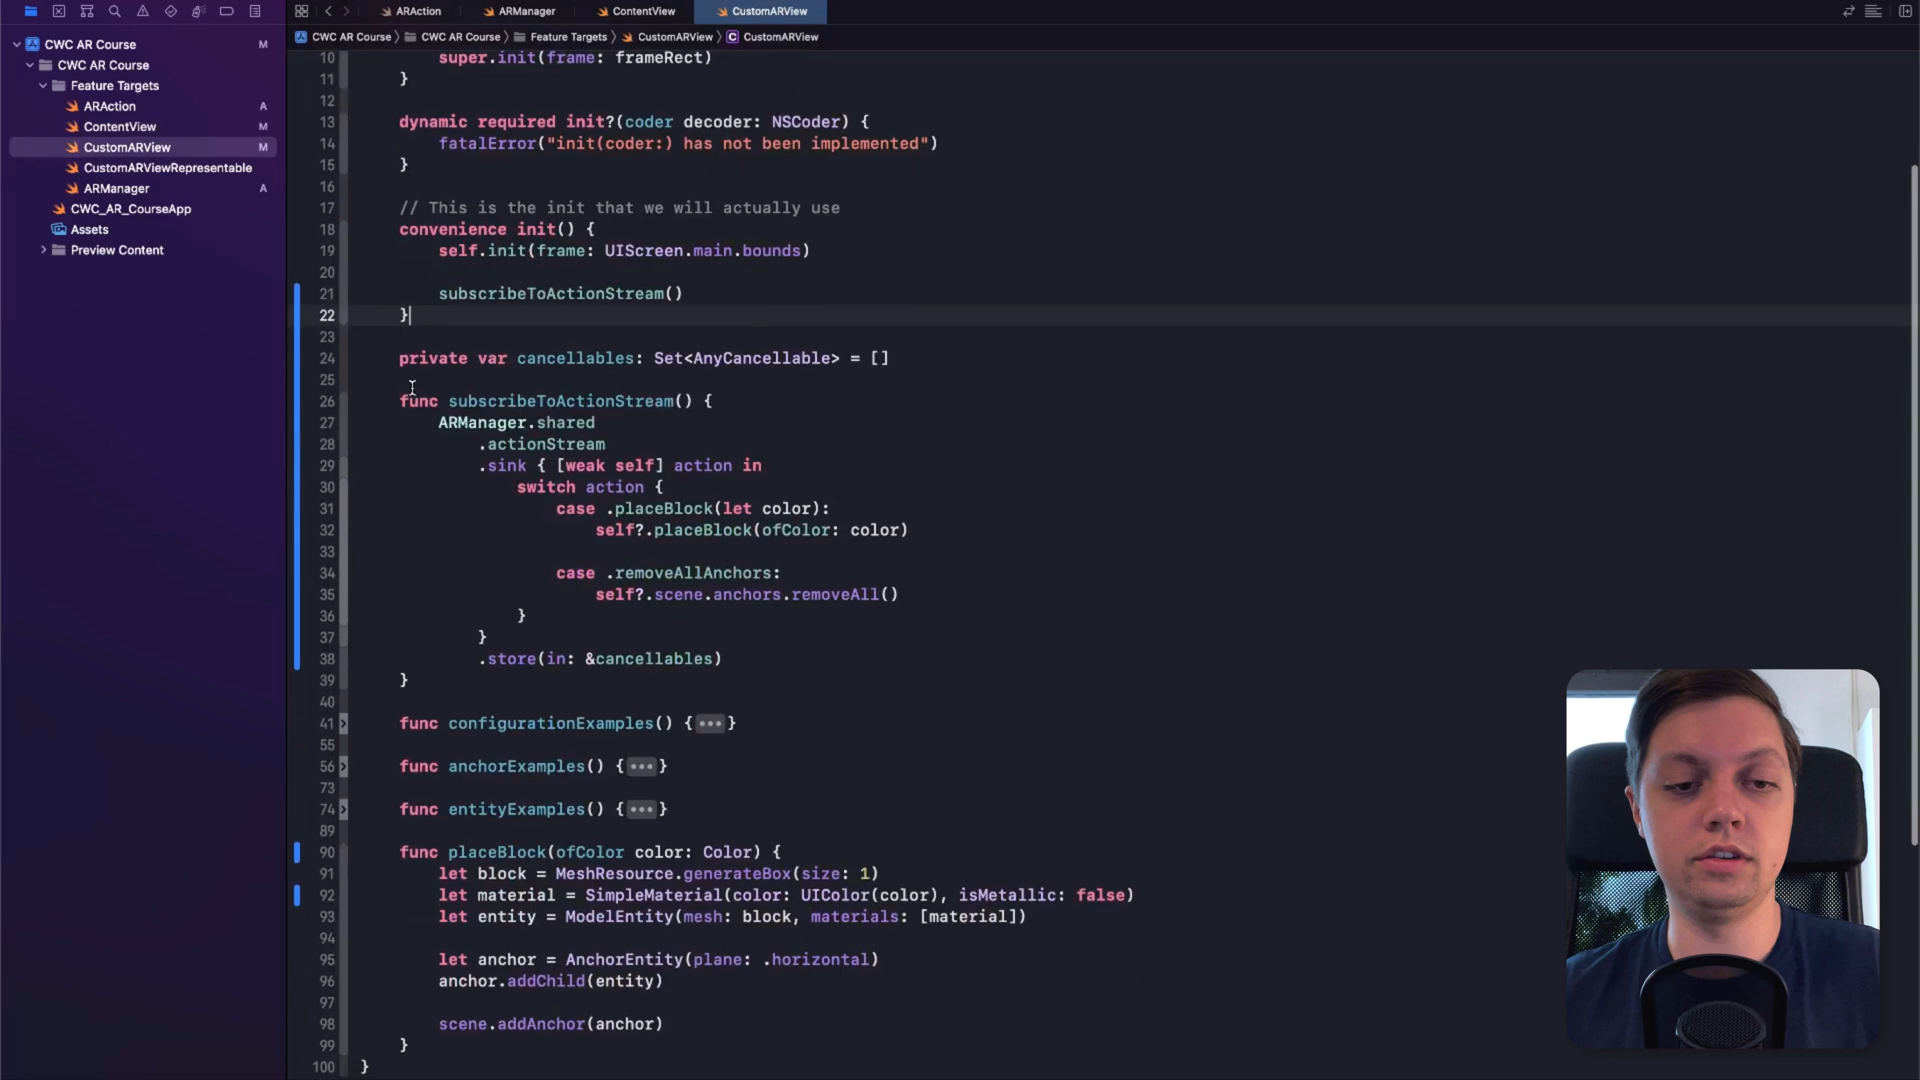 ARAction
ARManager
ContentView
CustomARView
CWC AR Course
CWC AR Course
Feature Targets
CustomARView
CustomARView
CWC AR Course M
CWC AR Course
Feature Targets
ARAction A
ContentView M
CustomARView M
CustomARViewRepresentable
ARManager A
CWC_AR_CourseApp
Assets
Preview Content
10 super.init(frame: frameRect)
11 }
12
13 dynamic required init?(coder decoder: NSCoder) {
14 fatalError("init(coder:) has not been implemented")
15 }
16
17 // This is the init that we will actually use
18 convenience init() {
19 self.init(frame: UIScreen.main.bounds)
20
21 subscribeToActionStream()
22 }
23
24 private var cancellables: Set<AnyCancellable> = []
25
26 func subscribeToActionStream() {
27 ARManager.shared
28 .actionStream
29 .sink { [weak self] action in
30 switch action {
31 case .placeBlock(let color):
32 self?.placeBlock(ofColor: color)
33
34 case .removeAllAnchors:
35 self?.scene.anchors.removeAll()
36 }
37 }
38 .store(in: &cancellables)
39 }
40
41 func configurationExamples() {•••}
55
56 func anchorExamples() {•••}
73
74 func entityExamples() {•••}
89
90 func placeBlock(ofColor color: Color) {
91 let block = MeshResource.generateBox(size: 1)
92 let material = SimpleMaterial(color: UIColor(color), isMetallic: false)
93 let entity = ModelEntity(mesh: block, materials: [material])
94
95 let anchor = AnchorEntity(plane: .horizontal)
96 anchor.addChild(entity)
97
98 scene.addAnchor(anchor)
99 }
100 }